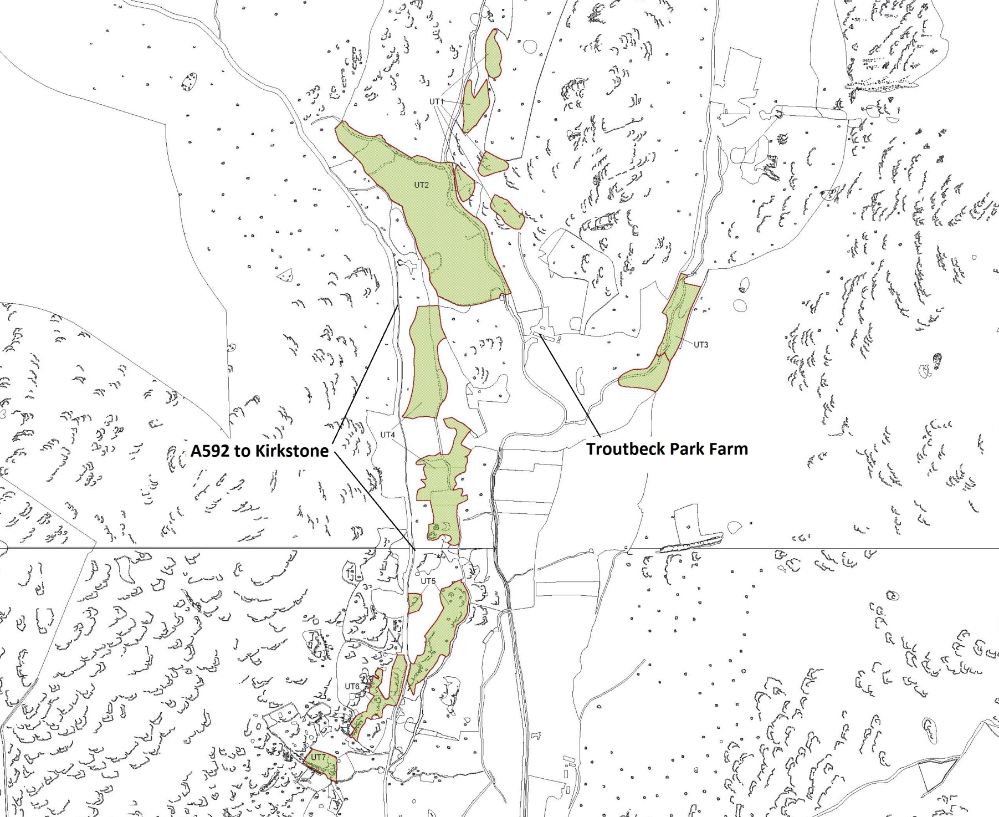 UT1
UT2
UT3
UT4
A592 to Kirkstone
Troutbeck Park Farm
UT5
UT6
UT7